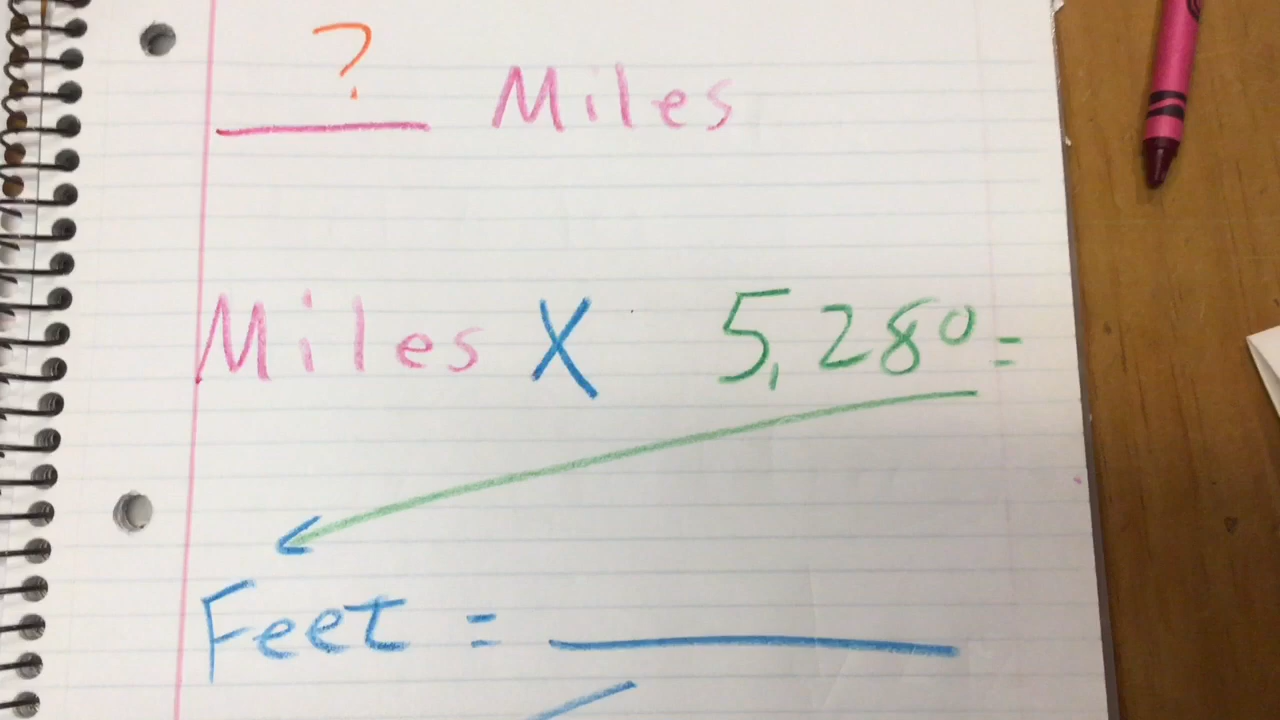 ? Miles
Miles X 5,280 =
Feet =